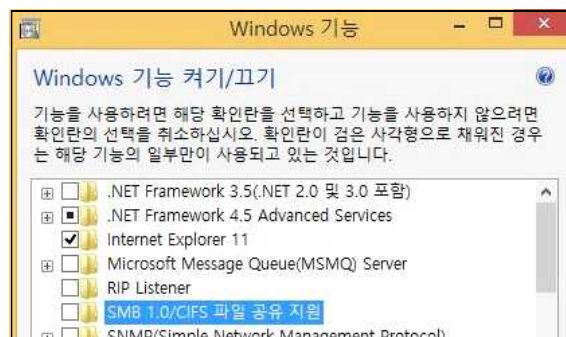 Windows 기능
Windows 기능 켜기/끄기
기능을 사용하려면 해당 확인란을 선택하고 기능을 사용하지 않으려면
확인란의 선택을 취소하십시오. 확인란이 검은 사각형으로 채워진 경우
는 해당 기능의 일부만이 사용되고 있는 것입니다.
.NET Framework 3.5(.NET 2.0 및 3.0 포함)
.NET Framework 4.5 Advanced Services
Internet Explorer 11
Microsoft Message Queue(MSMQ) Server
RIP Listener
SMB 1.0/CIFS 파일 공유 지원
SNMP(Simple Network Management Protocol)